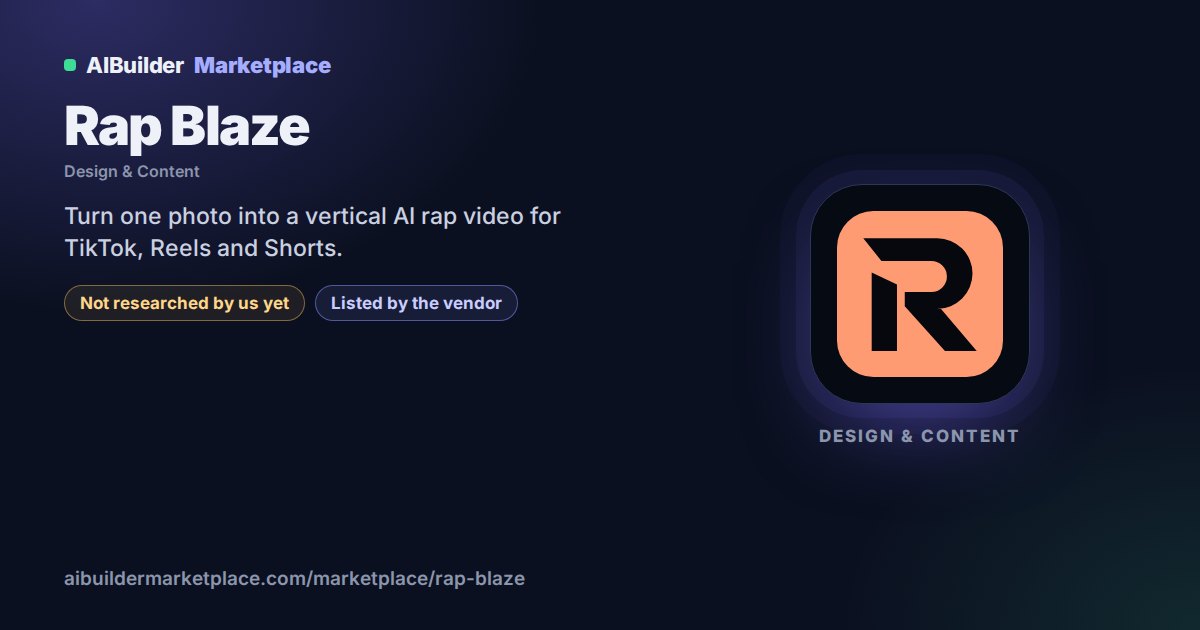 AIBuilder Marketplace
Rap Blaze
Design & Content
Turn one photo into a vertical AI rap video for
TikTok, Reels and Shorts.
Not researched by us yet
Listed by the vendor
R
DESIGN & CONTENT
aibuildermarketplace.com/marketplace/rap-blaze